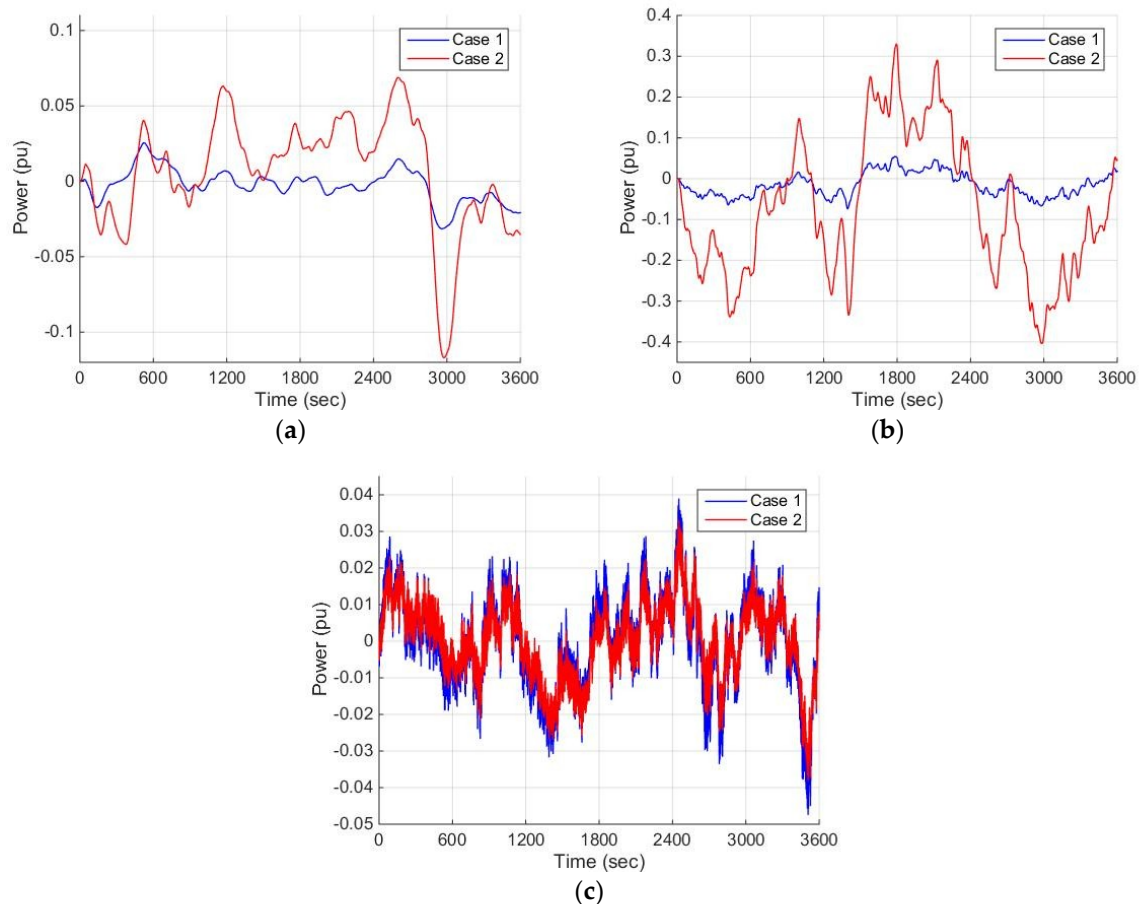 0.1
0.05
0
-0.05
-0.1
Power (pu)
Case 1
Case 2
0 600 1200 1800 2400 3000 3600
Time (sec)
(a)
0.4
0.3
0.2
0.1
0
-0.1
-0.2
-0.3
-0.4
Power (pu)
Case 1
Case 2
0 600 1200 1800 2400 3000 3600
Time (sec)
(b)
0.04
0.03
0.02
0.01
0
-0.01
-0.02
-0.03
-0.04
-0.05
Power (pu)
Case 1
Case 2
0 600 1200 1800 2400 3000 3600
Time (sec)
(c)